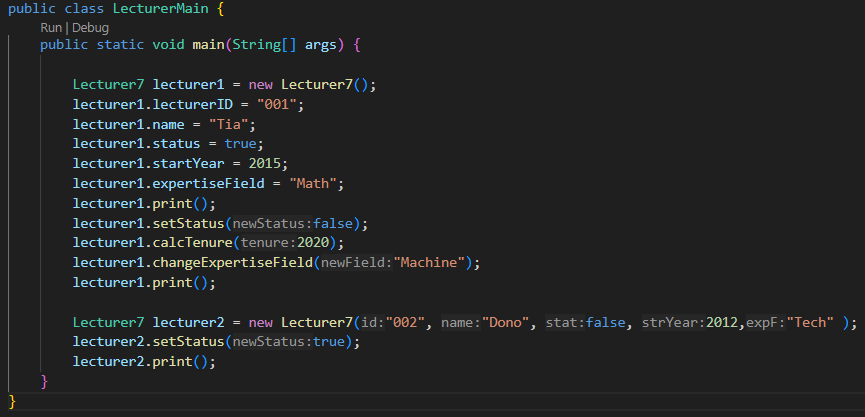 public class LecturerMain {
Run | Debug
public static void main(String[] args) {
Lecturer7 lecturer1 = new Lecturer7();
lecturer1.lecturerID = "001";
lecturer1.name = "Tia";
lecturer1.status = true;
lecturer1.startYear = 2015;
lecturer1.expertiseField = "Math";
lecturer1.print();
lecturer1.setStatus(newStatus:false);
lecturer1.calcTenure(tenure:2020);
lecturer1.changeExpertiseField(newField:"Machine");
lecturer1.print();
Lecturer7 lecturer2 = new Lecturer7(id:"002", name:"Dono", stat:false, strYear:2012,expF:"Tech" );
lecturer2.setStatus(newStatus:true);
lecturer2.print();
}
}